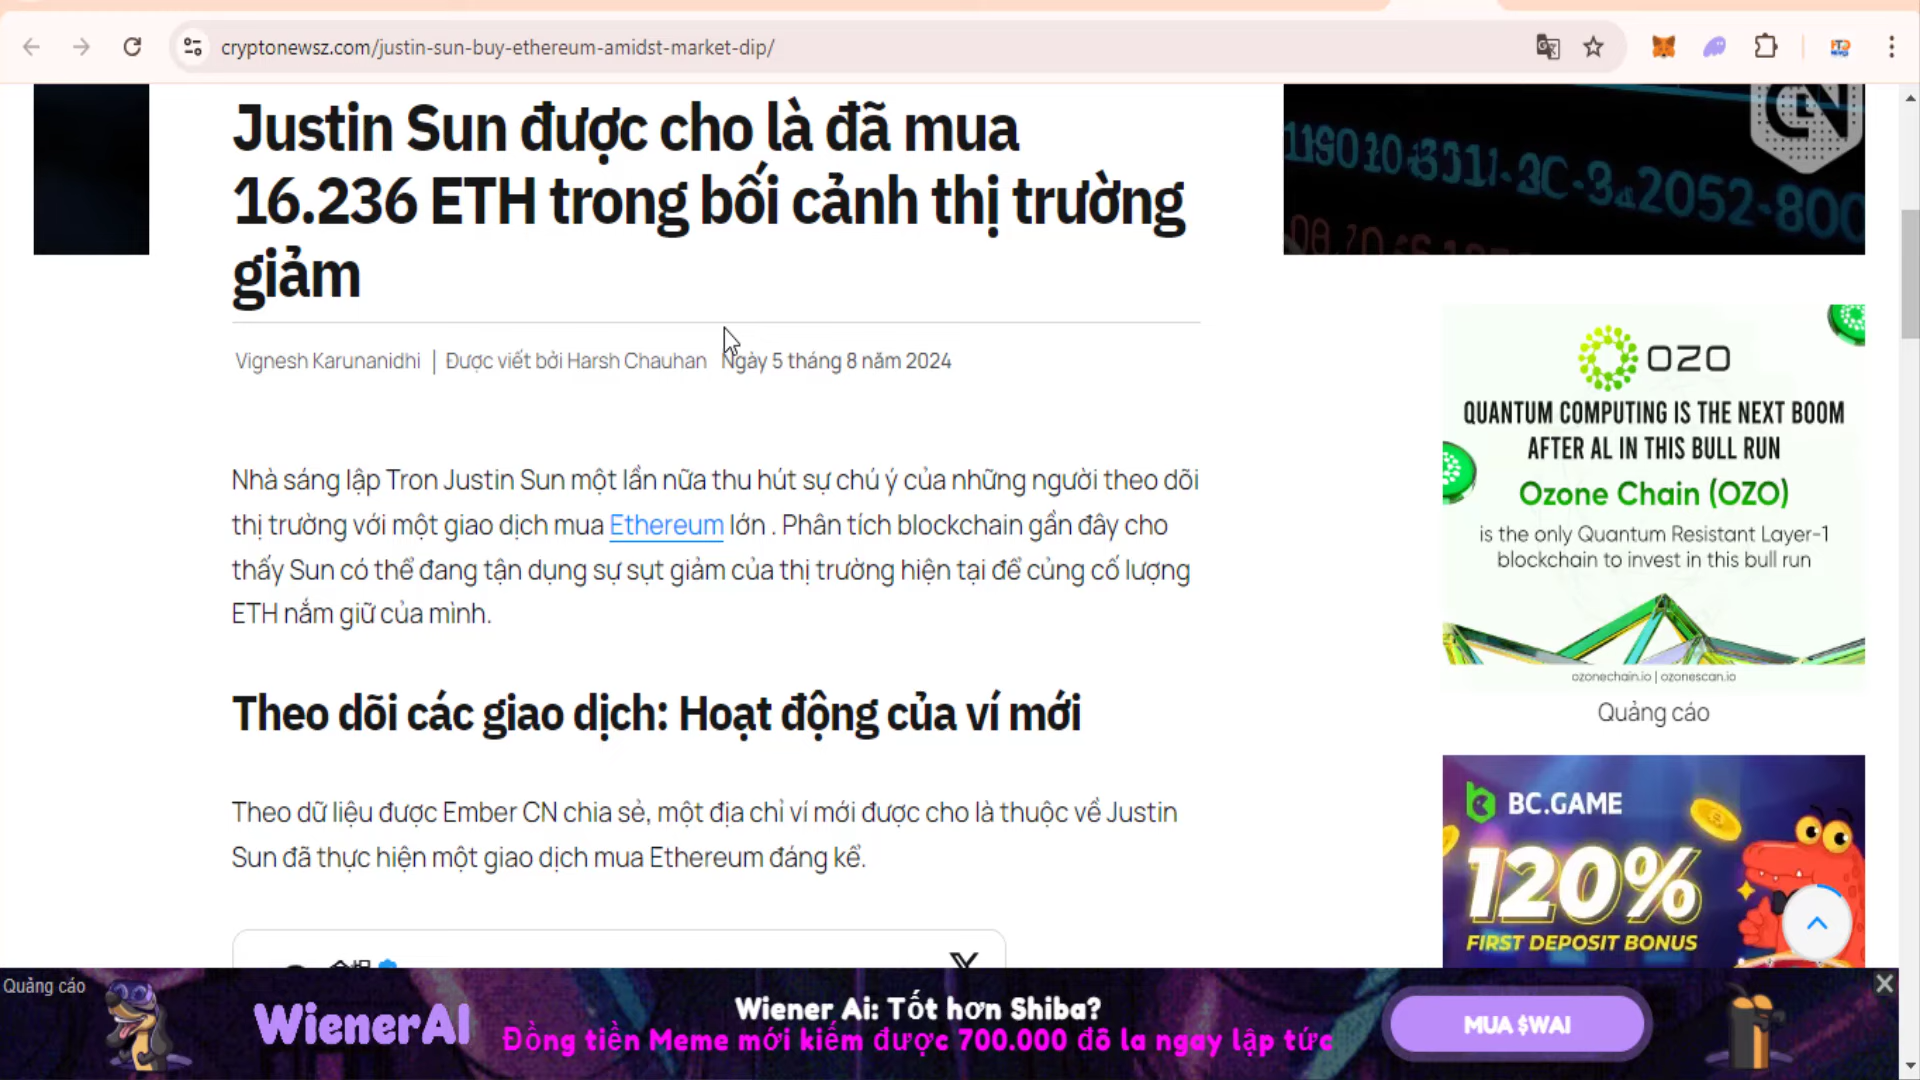 cryptonewsz.com/justin-sun-buy-ethereum-amidst-market-dip/
Justin Sun được cho là đã mua
16.236 ETH trong bối cảnh thị trường
giảm
Vignesh Karunanidhi | Được viết bởi Harsh Chauhan Ngày 5 tháng 8 năm 2024
Nhà sáng lập Tron Justin Sun một lần nữa thu hút sự chú ý của những người theo dõi
thị trường với một giao dịch mua Ethereum lớn . Phân tích blockchain gần đây cho
thấy Sun có thể đang tận dụng sự sụt giảm của thị trường hiện tại để củng cố lượng
ETH nắm giữ của mình.
Theo dõi các giao dịch: Hoạt động của ví mới
Theo dữ liệu được Ember CN chia sẻ, một địa chỉ ví mới được cho là thuộc về Justin
Sun đã thực hiện một giao dịch mua Ethereum đáng kể.
OZO
QUANTUM COMPUTING IS THE NEXT BOOM
AFTER AL IN THIS BULL RUN
Ozone Chain (OZO)
is the only Quantum Resistant Layer-1
blockchain to invest in this bull run
ozonechain.io | ozonescan.io
Quảng cáo
BC.GAME
120%
FIRST DEPOSIT BONUS
Quảng cáo
WienerAI
Wiener Ai: Tốt hơn Shiba?
Đồng tiền Meme mới kiếm được 700.000 đô la ngay lập tức
MUA $WAI